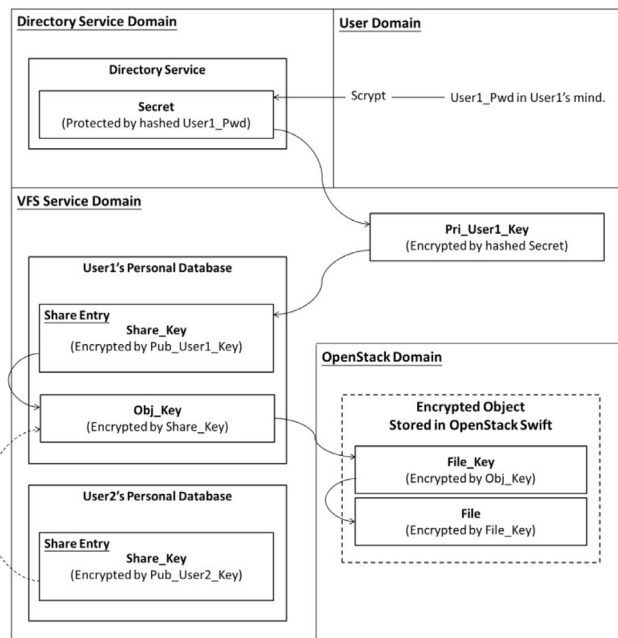 Directory Service Domain
User Domain
Directory Service
Secret
(Protected by hashed User1_Pwd)
Scrypt
User1_Pwd in User1's mind.
VFS Service Domain
Pri_User1_Key
(Encrypted by hashed Secret)
User1's Personal Database
Share Entry
Share_Key
(Encrypted by Pub_User1_Key)
Obj_Key
(Encrypted by Share_Key)
OpenStack Domain
Encrypted Object
Stored in OpenStack Swift
File_Key
(Encrypted by Obj_Key)
File
(Encrypted by File_Key)
User2's Personal Database
Share Entry
Share_Key
(Encrypted by Pub_User2_Key)